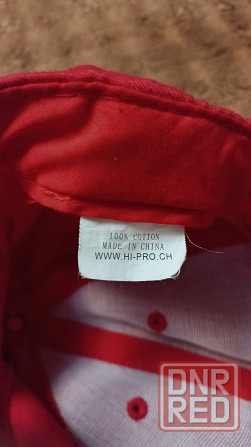 100% COTTON
MADE IN CHINA
WWW.HI-PRO.CH
DNR
RED